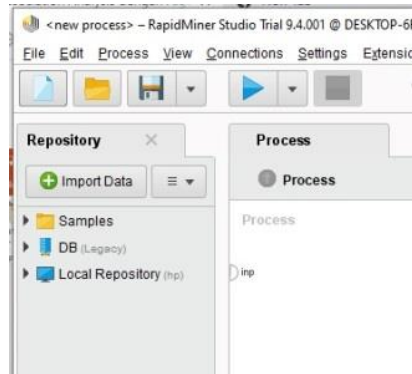 <new process> – RapidMiner Studio Trial 9.4.001 @ DESKTOP-6
File Edit Process View Connections Settings Extensio
Repository Process
Import Data Process
Samples Process
DB (Legacy)
Local Repository (hp) inp